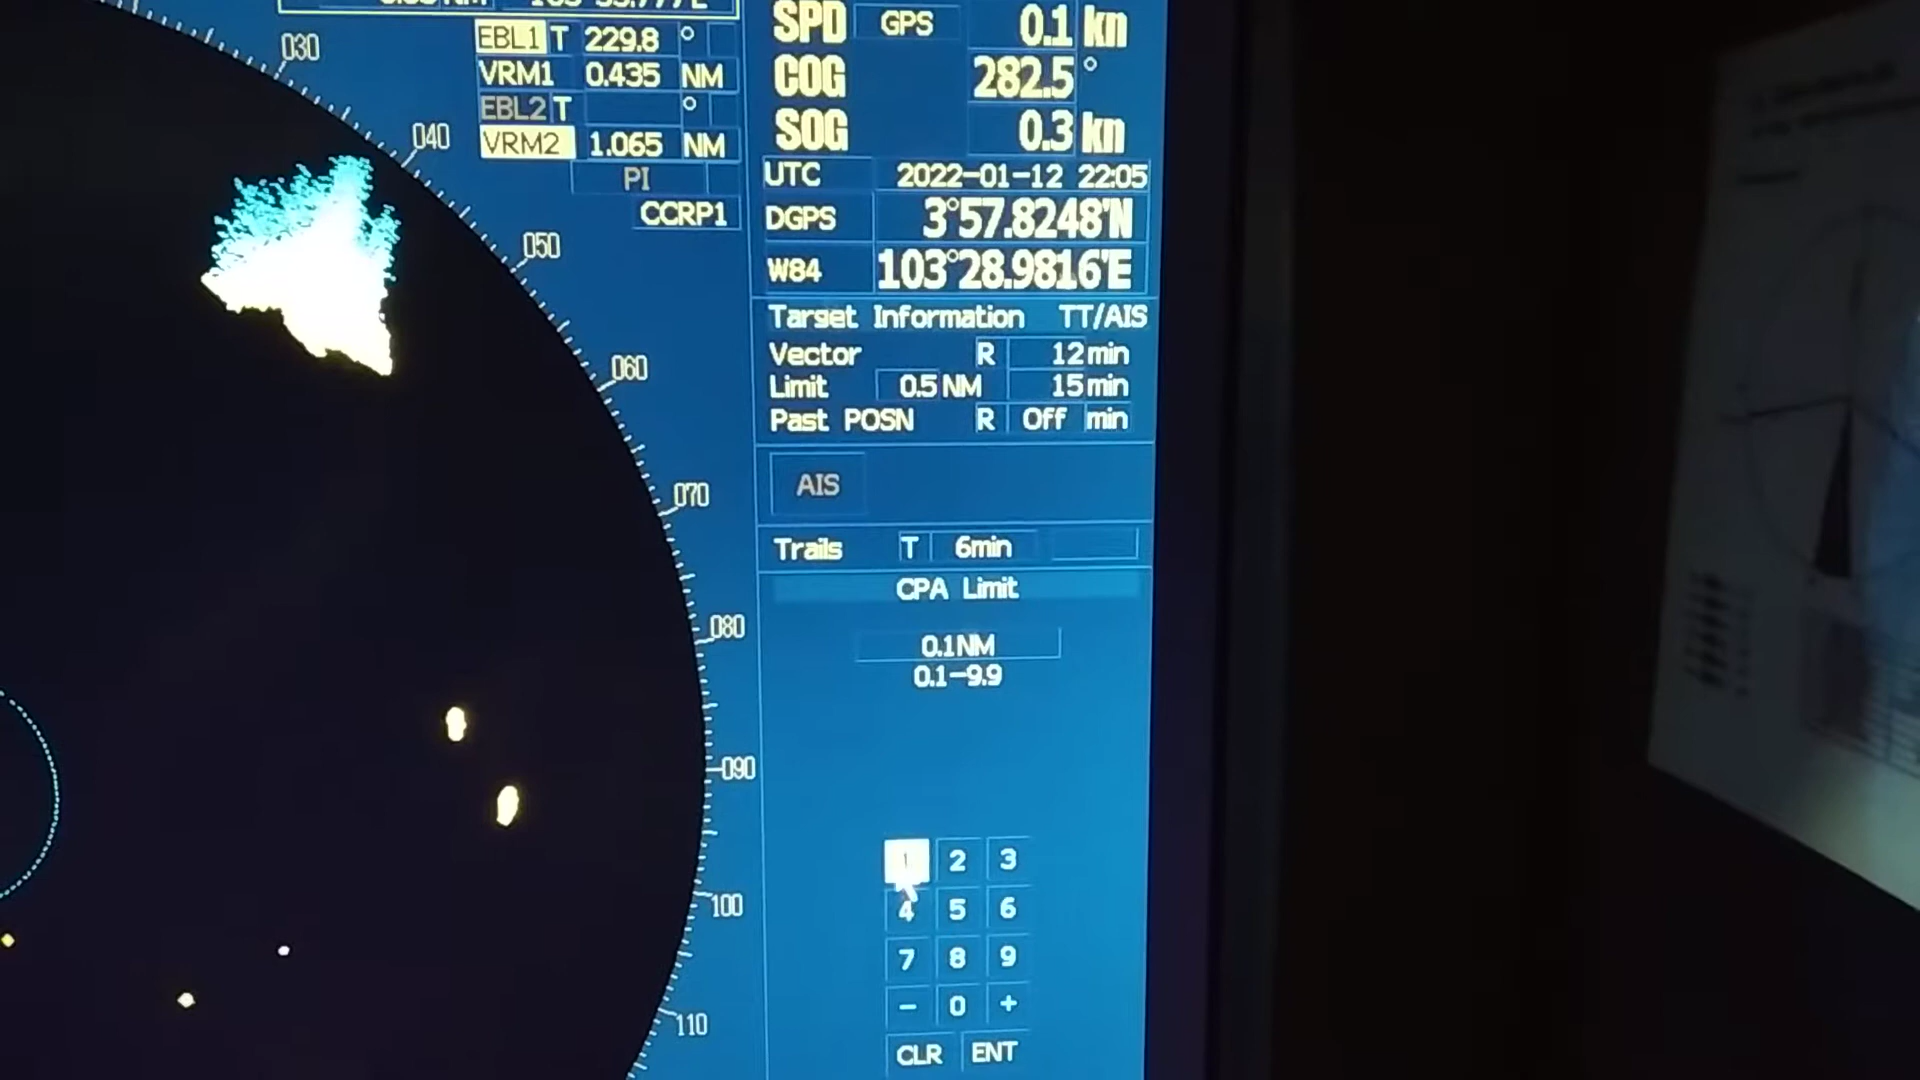 030
040
050
060
070
080
090
100
110
EBL1 T 229.8 °
VRM1 0.435 NM
EBL2 T °
VRM2 1.065 NM
PI
CCRP1
SPD GPS 0.1 kn
COG 282.5 °
SOG 0.3 kn
UTC 2022-01-12 22:05
DGPS 3°57.8248'N
W84 103°28.9816'E
Target Information TT/AIS
Vector R 12 min
Limit 0.5 NM 15 min
Past POSN R Off min
AIS
Trails T 6min
CPA Limit
0.1NM
0.1-9.9
1 2 3
4 5 6
7 8 9
- 0 +
CLR ENT